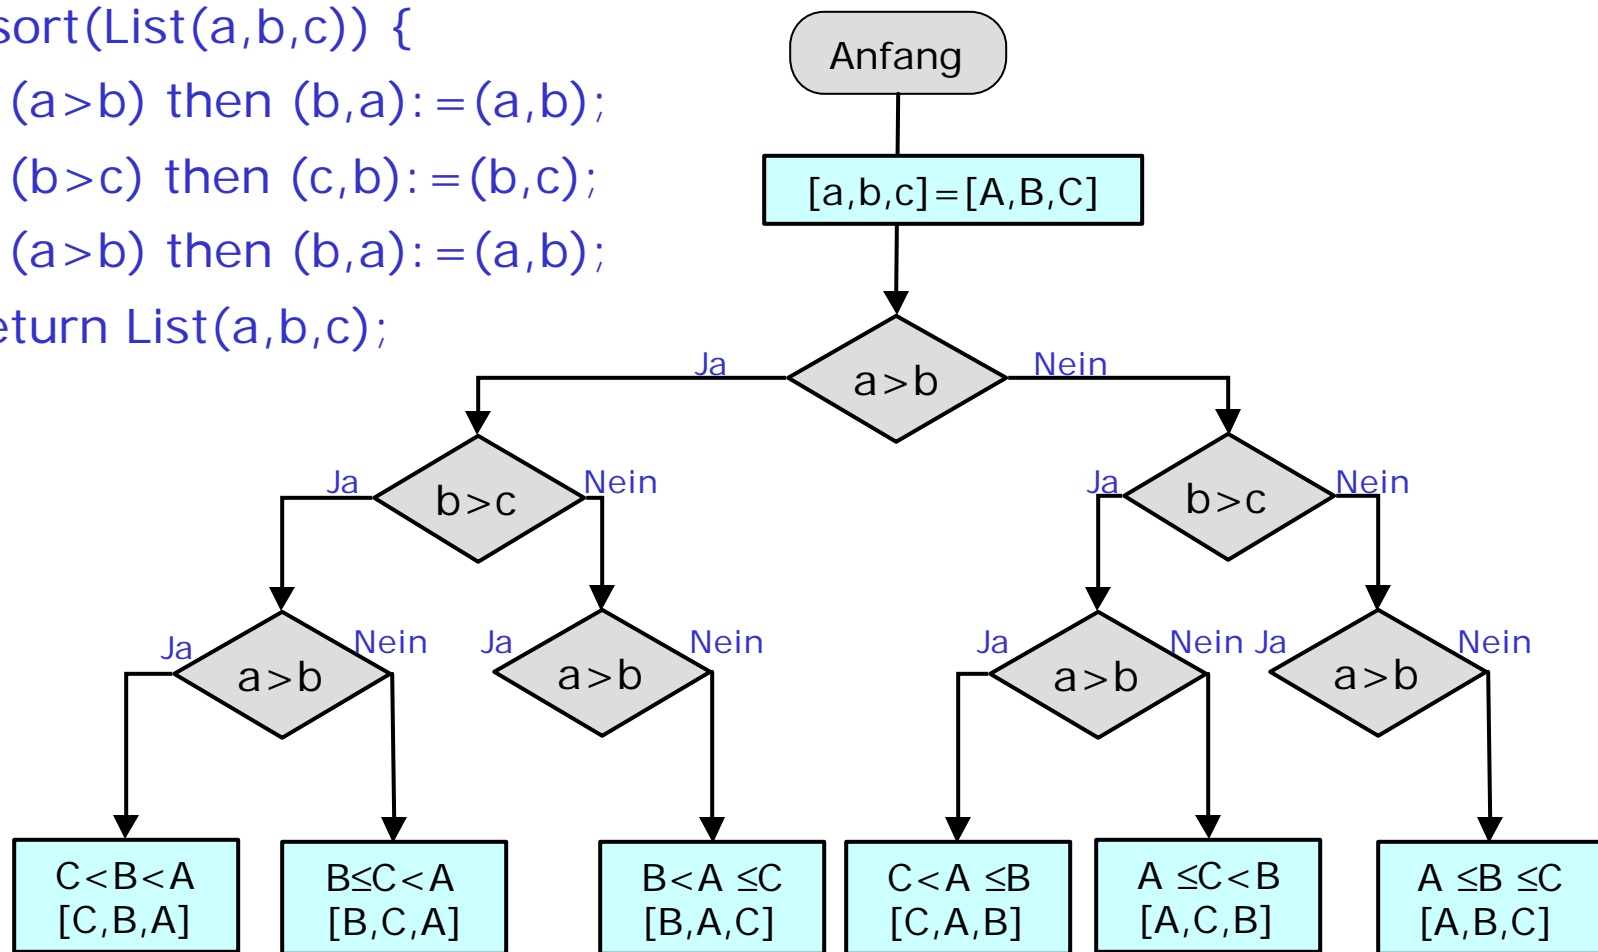 sort(List(a,b,c)) {
(a>b) then (b,a):=(a,b);
(b>c) then (c,b):=(b,c);
(a>b) then (b,a):=(a,b);
eturn List(a,b,c);
Anfang
[a,b,c]=[A,B,C]
Ja
a>b
Nein
Ja
b>c
Nein
Ja
b>c
Nein
Ja
a>b
Nein
Ja
a>b
Nein
Ja
a>b
Nein
Ja
a>b
Nein
C<B<A
[C,B,A]
B≤C<A
[B,C,A]
B<A ≤C
[B,A,C]
C<A ≤B
[C,A,B]
A ≤C<B
[A,C,B]
A ≤B ≤C
[A,B,C]